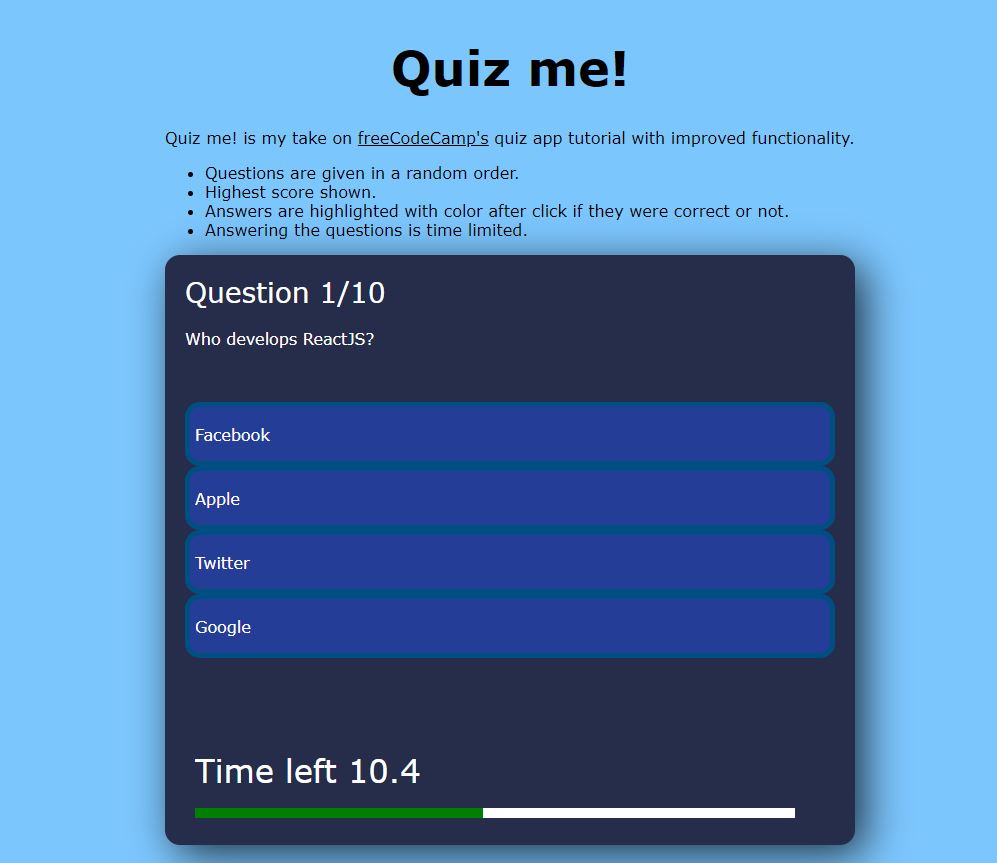 Quiz me!
Quiz me! is my take on freeCodeCamp's quiz app tutorial with improved functionality.
• Questions are given in a random order.
• Highest score shown.
• Answers are highlighted with color after click if they were correct or not.
• Answering the questions is time limited.
Question 1/10
Who develops ReactJS?
Facebook
Apple
Twitter
Google
Time left 10.4